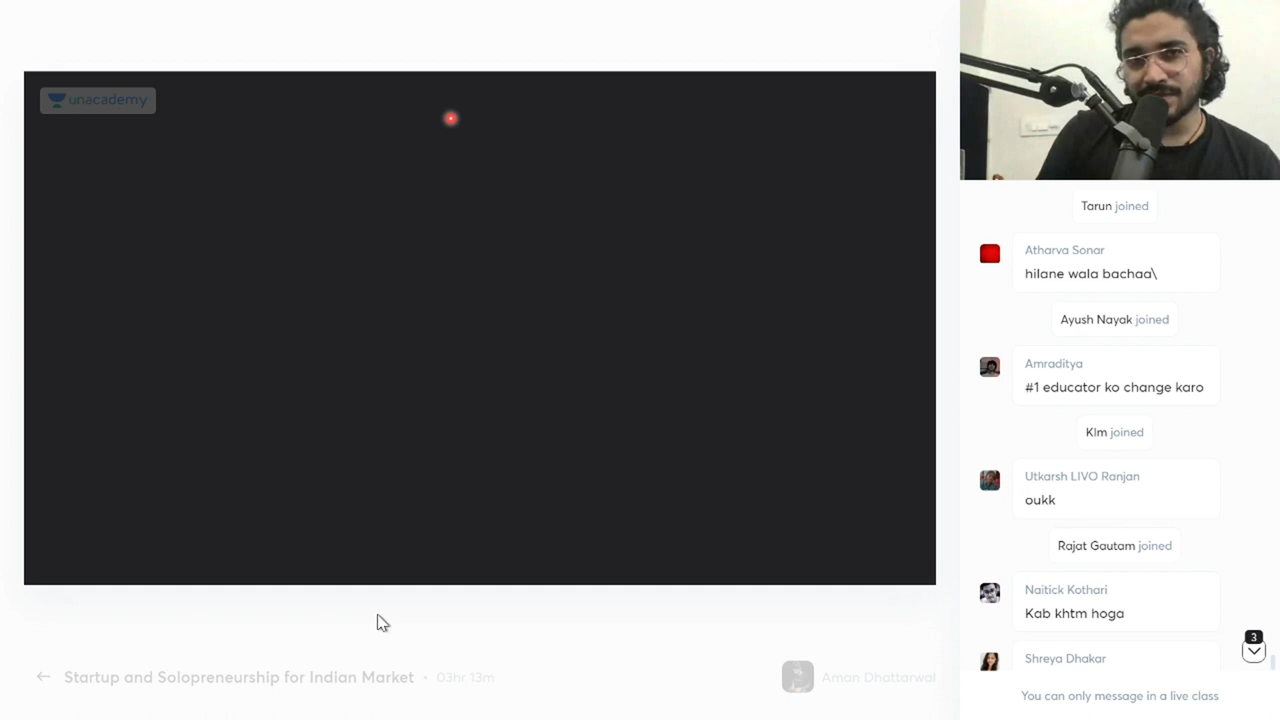 unacademy
Tarun joined
Atharva Sonar
hilane wala bachaa\
Ayush Nayak joined
Amraditya
#1 educator ko change karo
Klm joined
Utkarsh LIVO Ranjan
oukk
Rajat Gautam joined
Naitick Kothari
Kab khtm hoga
3
Shreya Dhakar
You can only message in a live class
Startup and Solopreneurship for Indian Market • 03hr 13m
Aman Dhattarwal